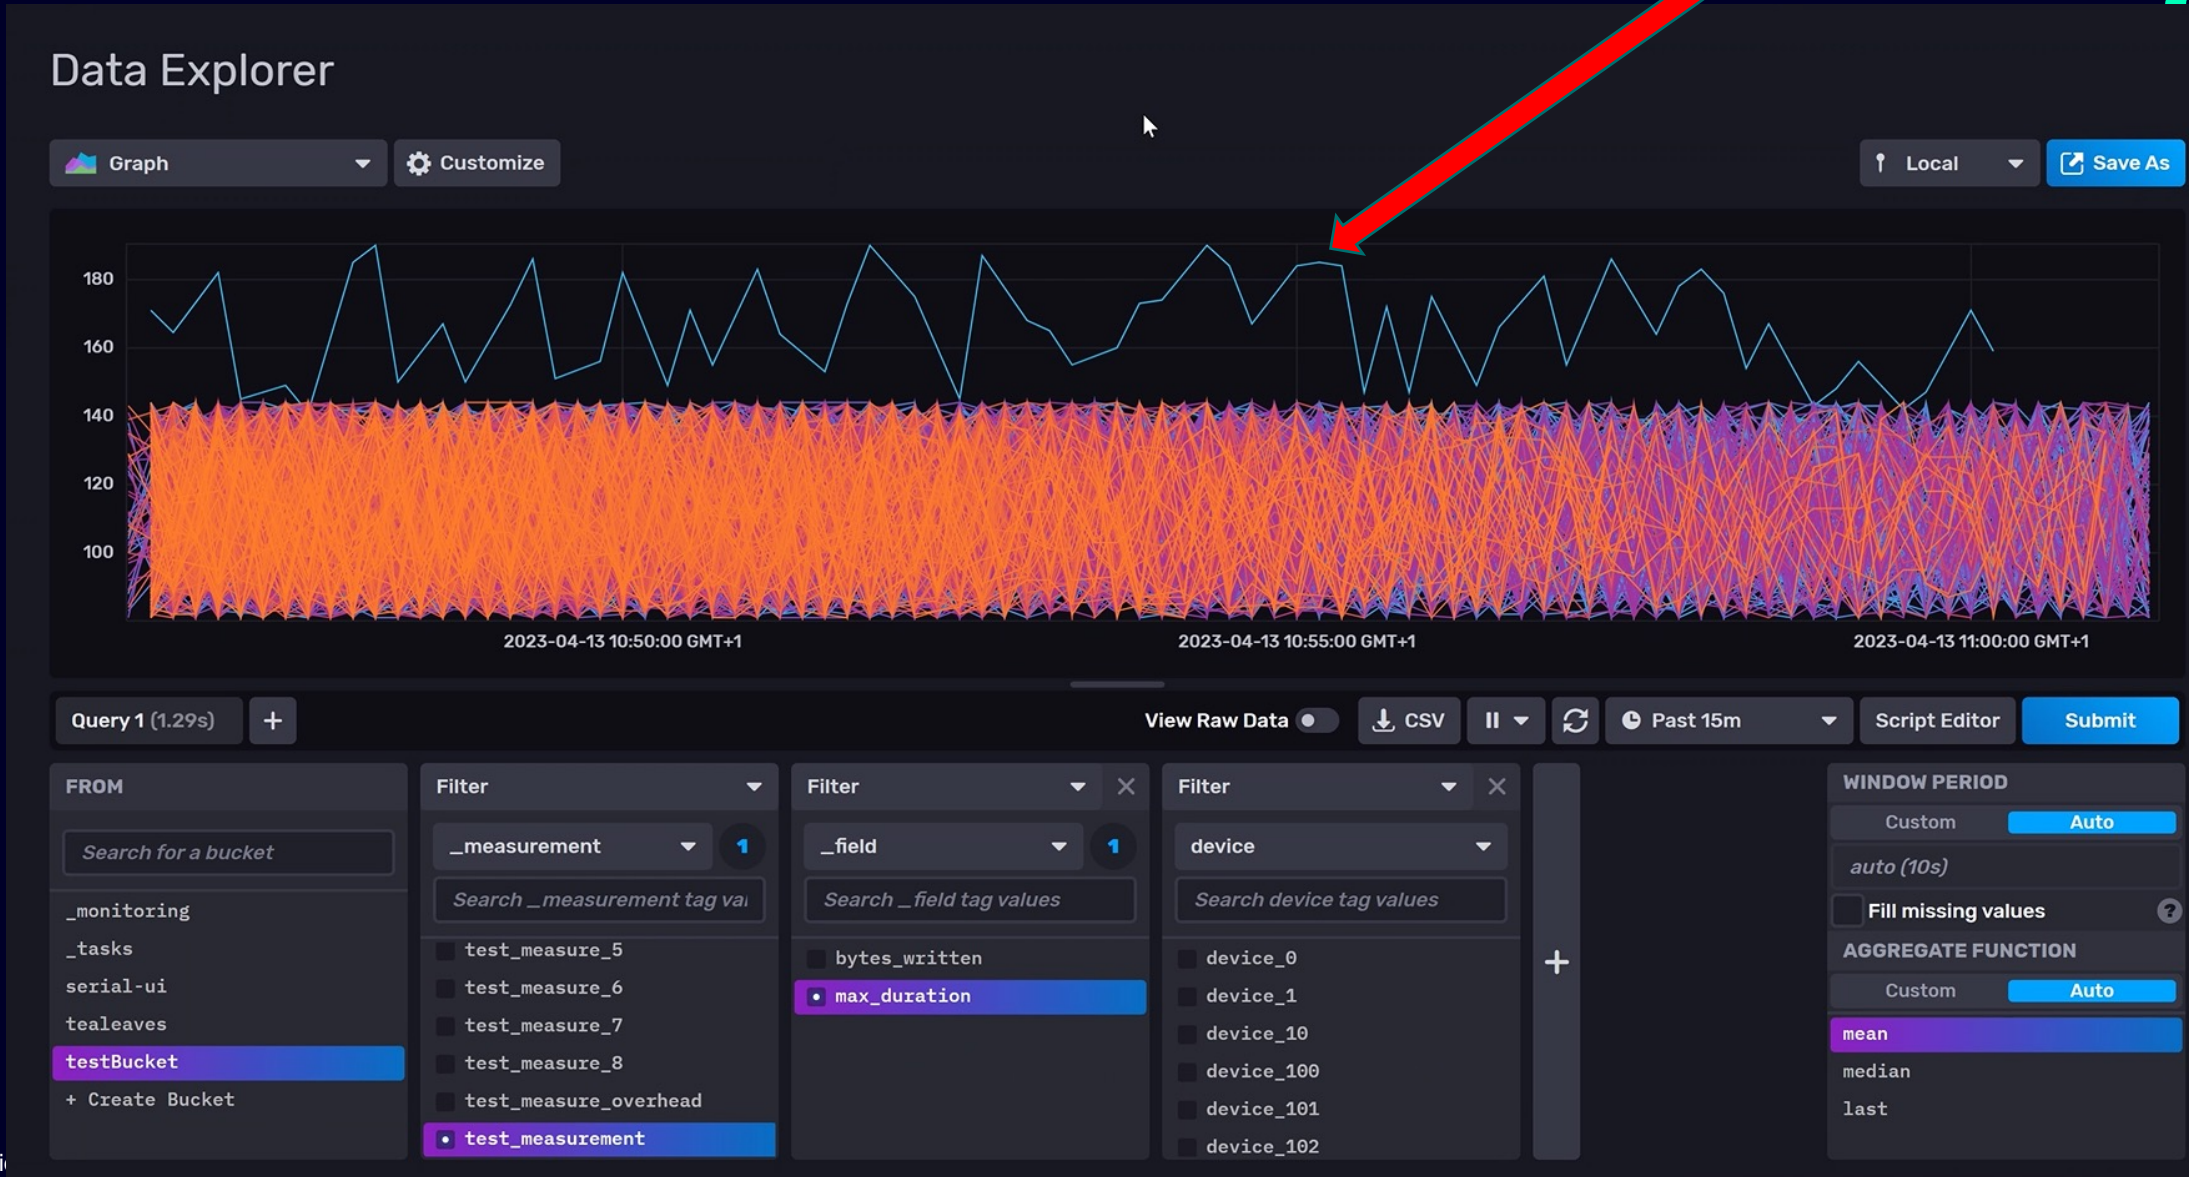 Data Explorer
Graph
Customize
Local
Save As
180
160
140
120
100
2023-04-13 10:50:00 GMT+1
2023-04-13 10:55:00 GMT+1
2023-04-13 11:00:00 GMT+1
Query 1 (1.29s)
+
View Raw Data
CSV
Past 15m
Script Editor
Submit
FROM
Search for a bucket
_monitoring
_tasks
serial-ui
tealeaves
testBucket
+ Create Bucket
Filter
_measurement
1
Search _measurement tag val
test_measure_5
test_measure_6
test_measure_7
test_measure_8
test_measure_overhead
test_measurement
Filter
_field
1
Search _field tag values
bytes_written
max_duration
Filter
device
Search device tag values
device_0
device_1
device_10
device_100
device_101
device_102
+
WINDOW PERIOD
Custom
Auto
auto (10s)
Fill missing values
?
AGGREGATE FUNCTION
Custom
Auto
mean
median
last